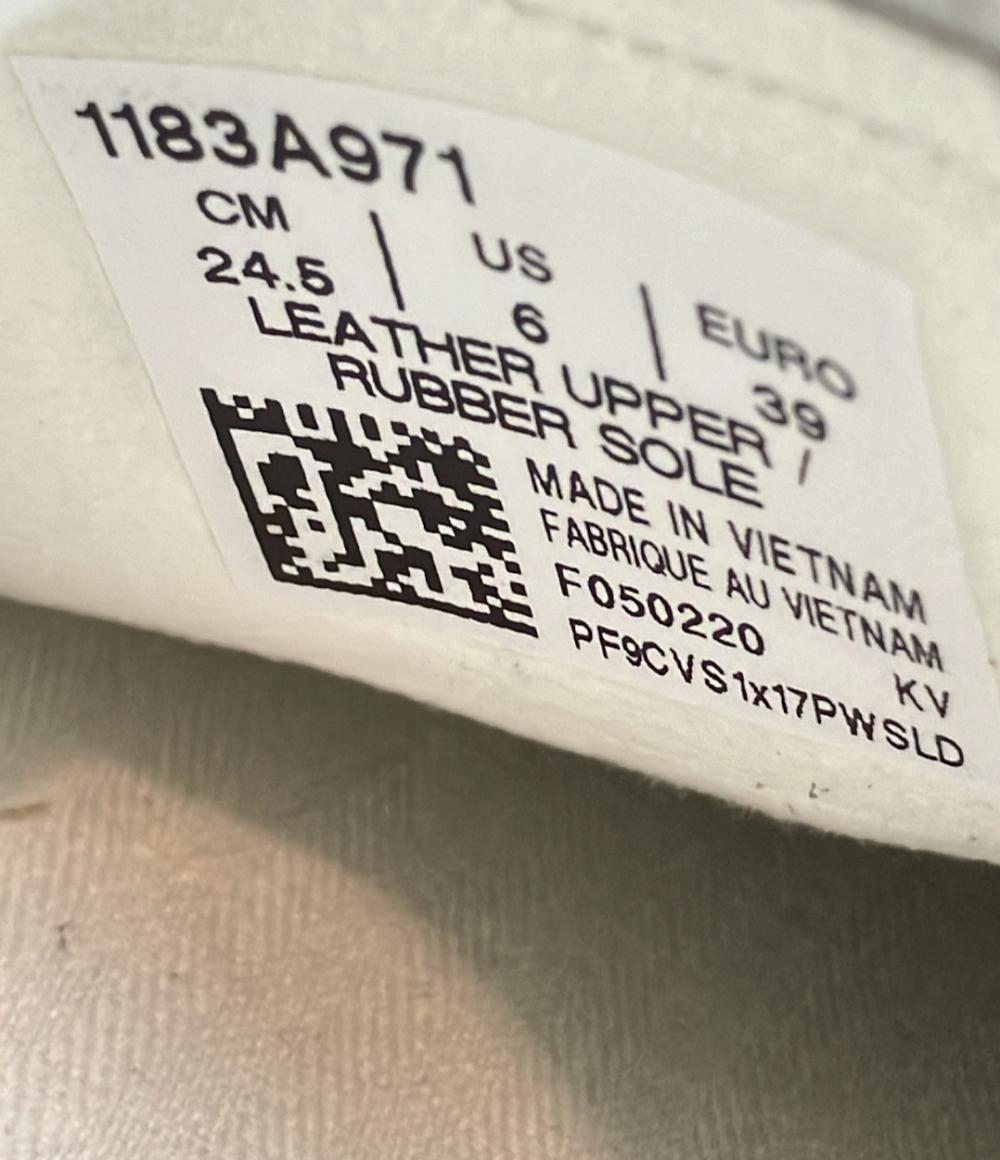 1183A971
CM | US | EURO
24.5 | 6 | 39
LEATHER UPPER /
RUBBER SOLE
MADE IN VIETNAM
FABRIQUE AU VIETNAM
F050220 KV
PF9CVS1x17PWSLD